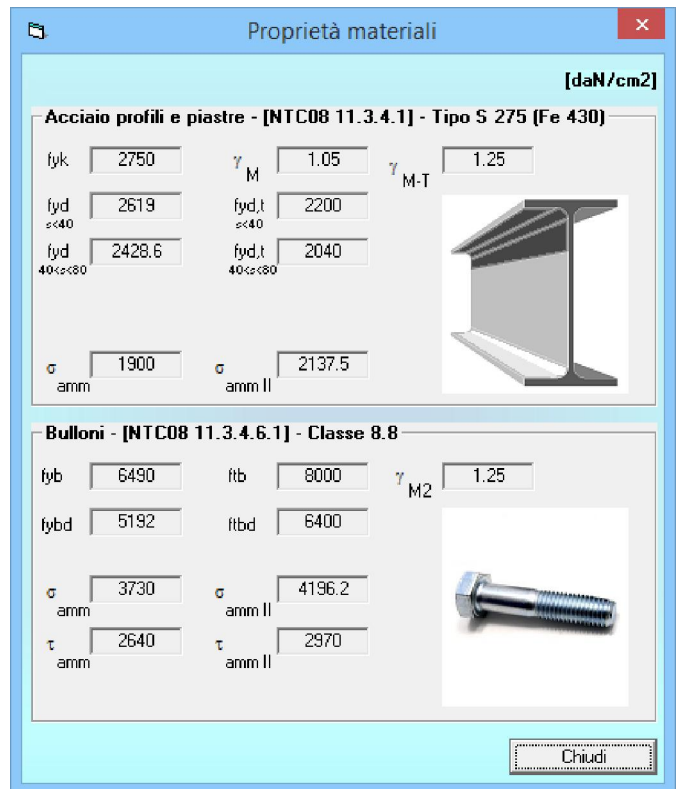 Proprietà materiali
[daN/cm2]
Acciaio profili e piastre - [NTC08 11.3.4.1] - Tipo S 275 (Fe 430)
fyk 2750 γ M 1.05 γ M-T 1.25
fyd s<40 2619 fyd,t s<40 2200
fyd 40<s<80 2428.6 fyd,t 40<s<80 2040
σ amm 1900 σ amm II 2137.5
Bulloni - [NTC08 11.3.4.6.1] - Classe 8.8
fyb 6490 ftb 8000 γ M2 1.25
fybd 5192 ftbd 6400
σ amm 3730 σ amm II 4196.2
τ amm 2640 τ amm II 2970
Chiudi